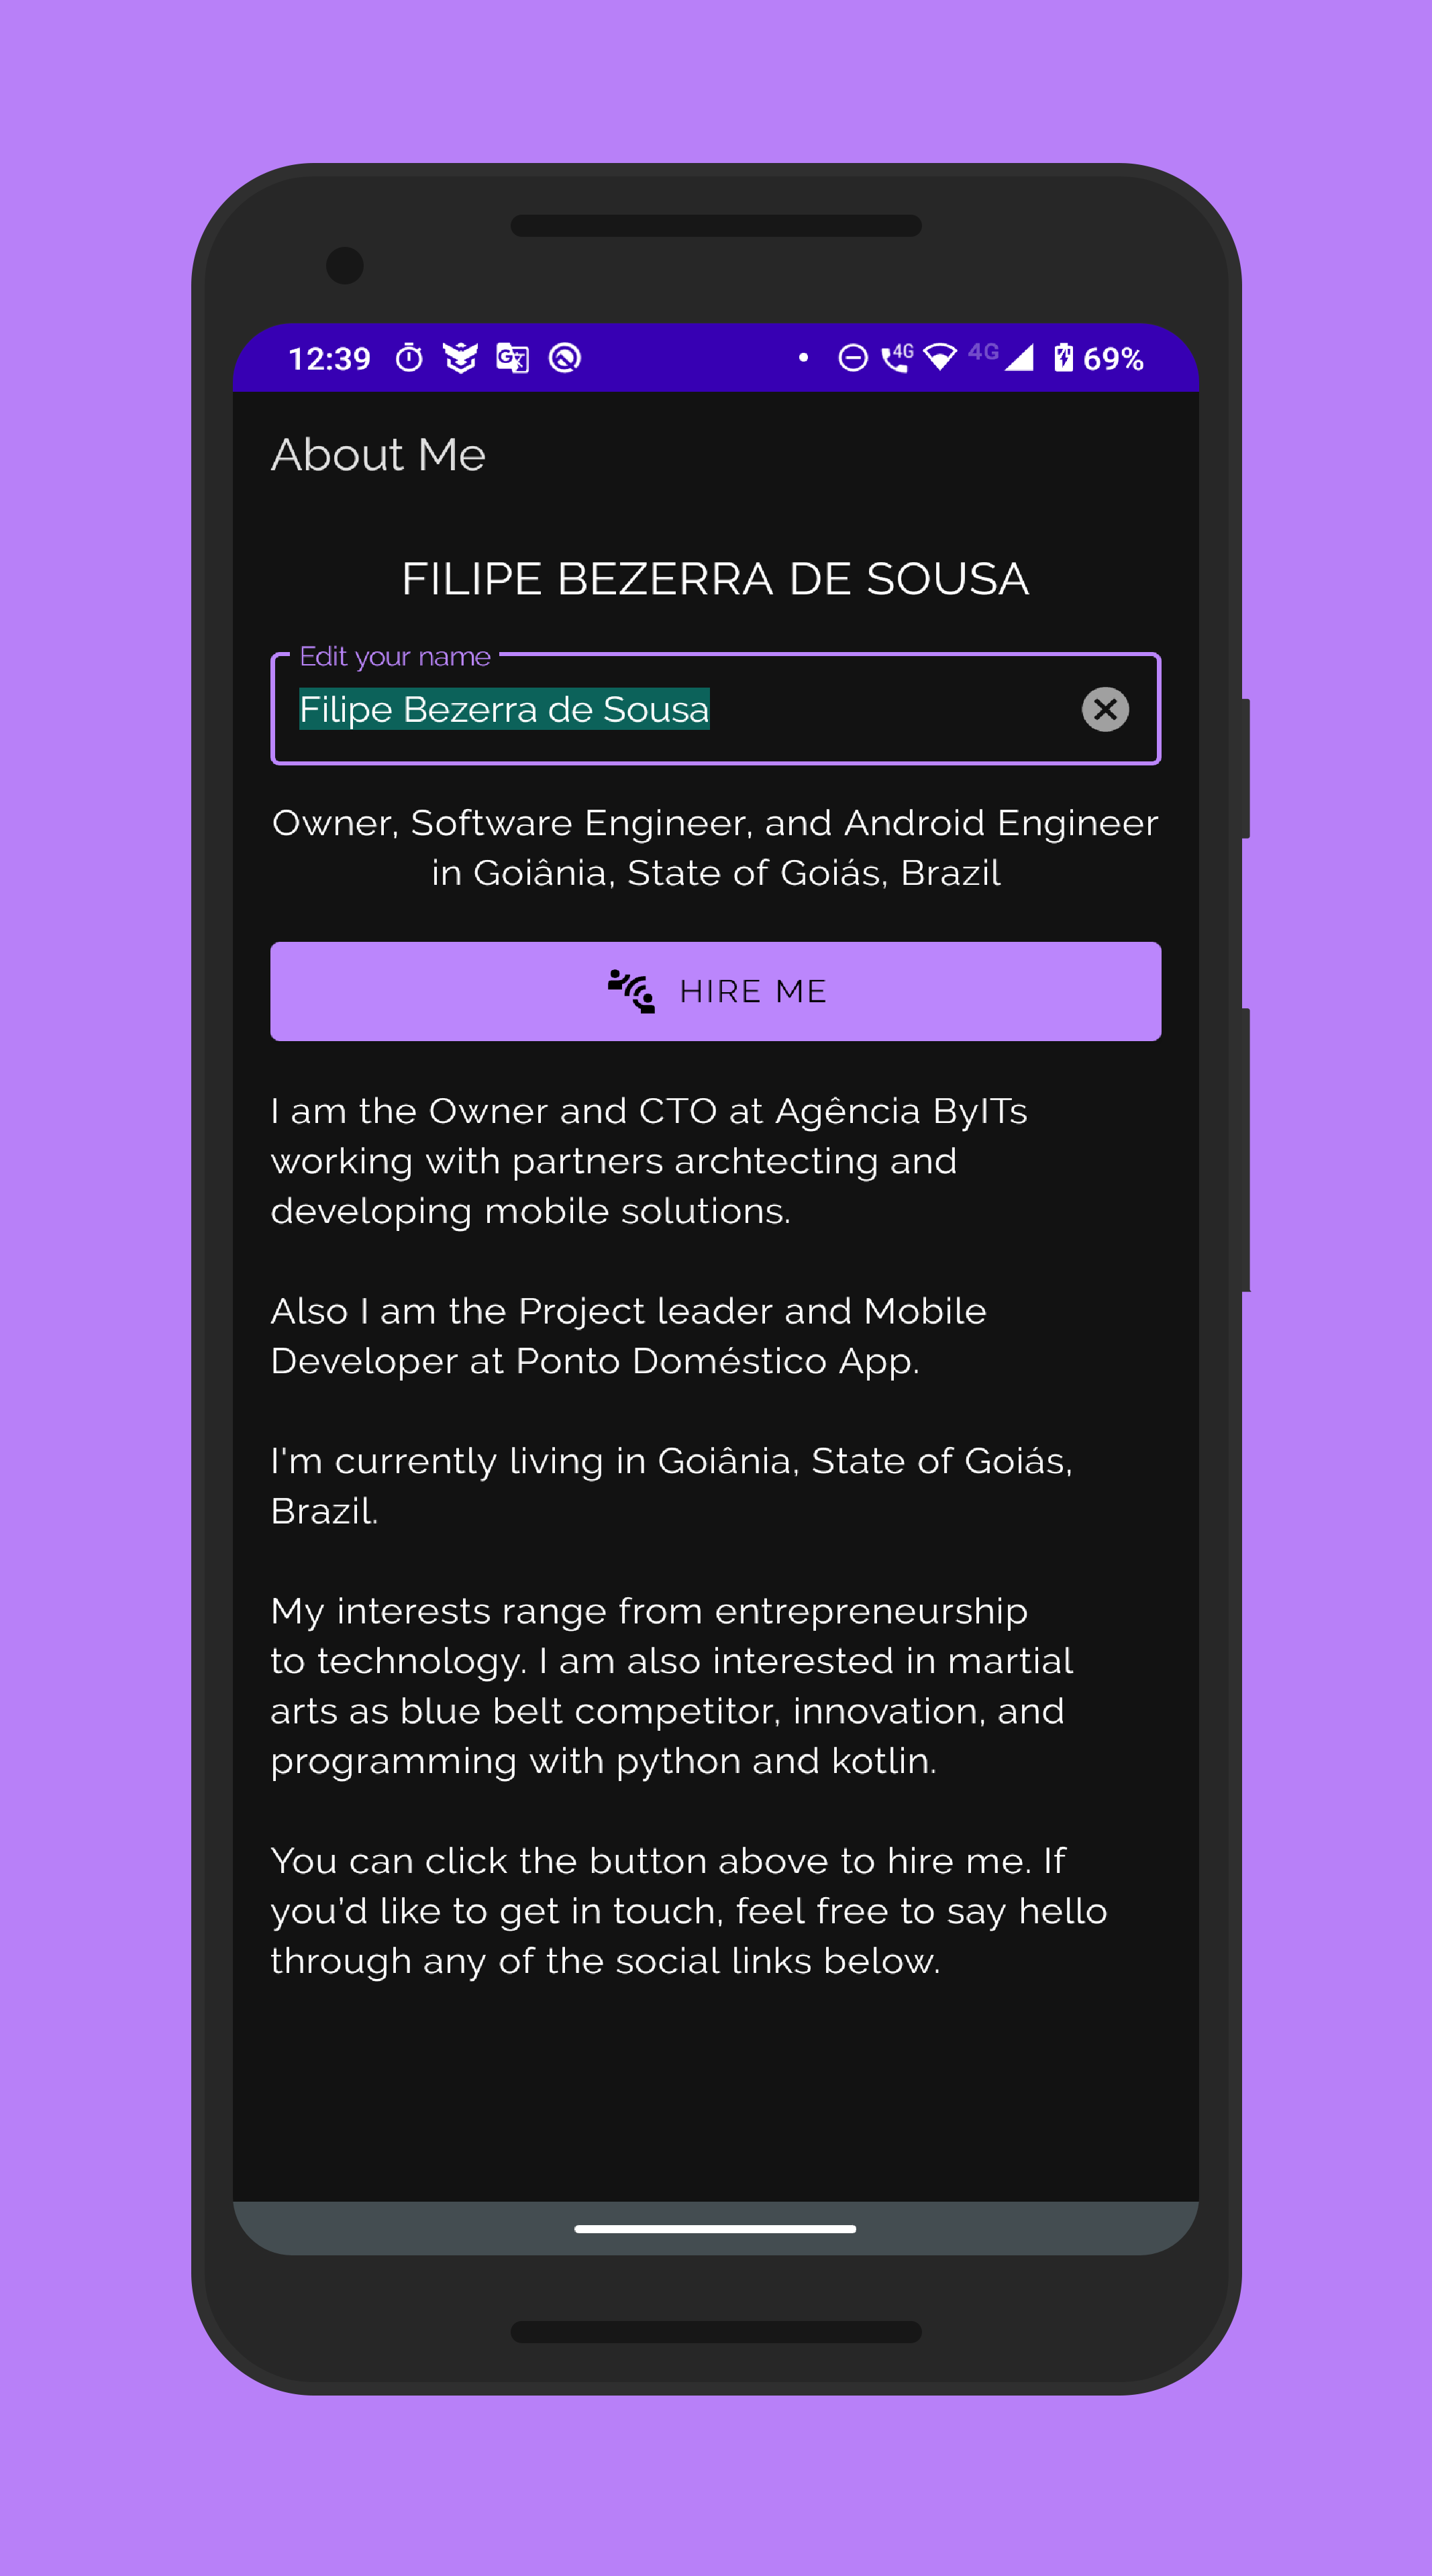 12:39
4G
4G
69%
About Me
FILIPE BEZERRA DE SOUSA
Edit your name
Filipe Bezerra de Sousa
Owner, Software Engineer, and Android Engineer
in Goiânia, State of Goiás, Brazil
HIRE ME
I am the Owner and CTO at Agência ByITs
working with partners archtecting and
developing mobile solutions.
Also I am the Project leader and Mobile
Developer at Ponto Doméstico App.
I'm currently living in Goiânia, State of Goiás,
Brazil.
My interests range from entrepreneurship
to technology. I am also interested in martial
arts as blue belt competitor, innovation, and
programming with python and kotlin.
You can click the button above to hire me. If
you’d like to get in touch, feel free to say hello
through any of the social links below.